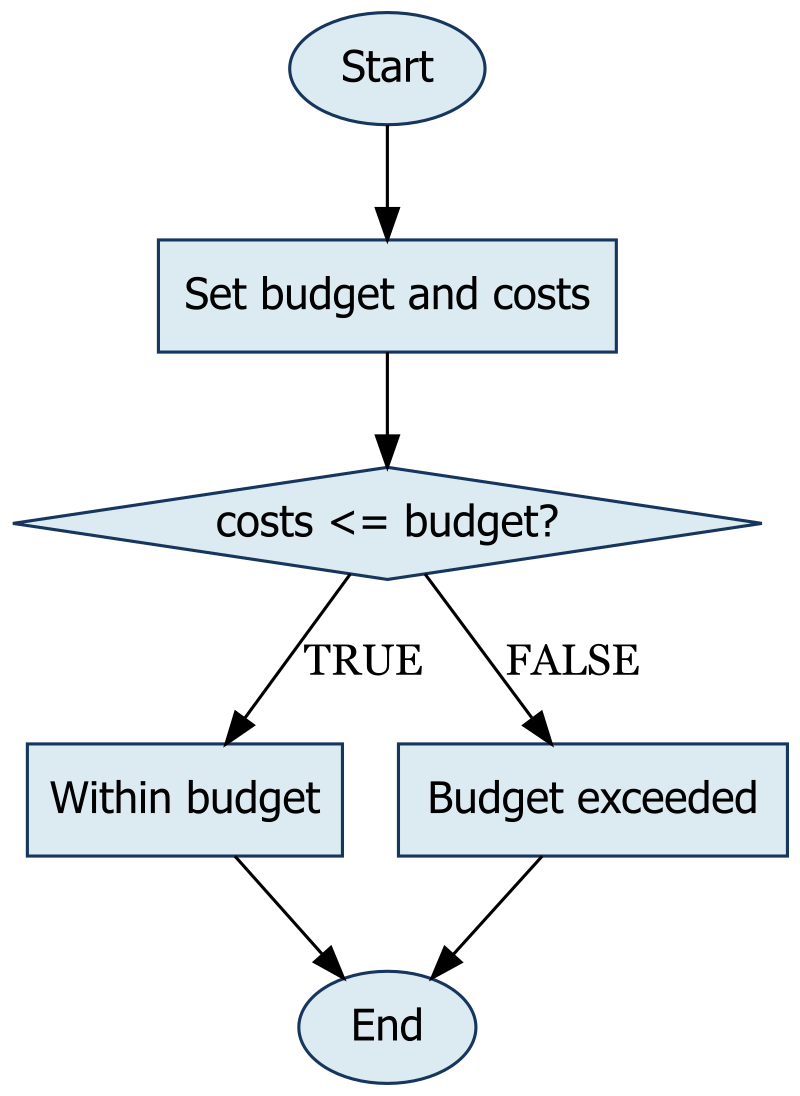 Start
Set budget and costs
costs <= budget?
TRUE
FALSE
Within budget
Budget exceeded
End